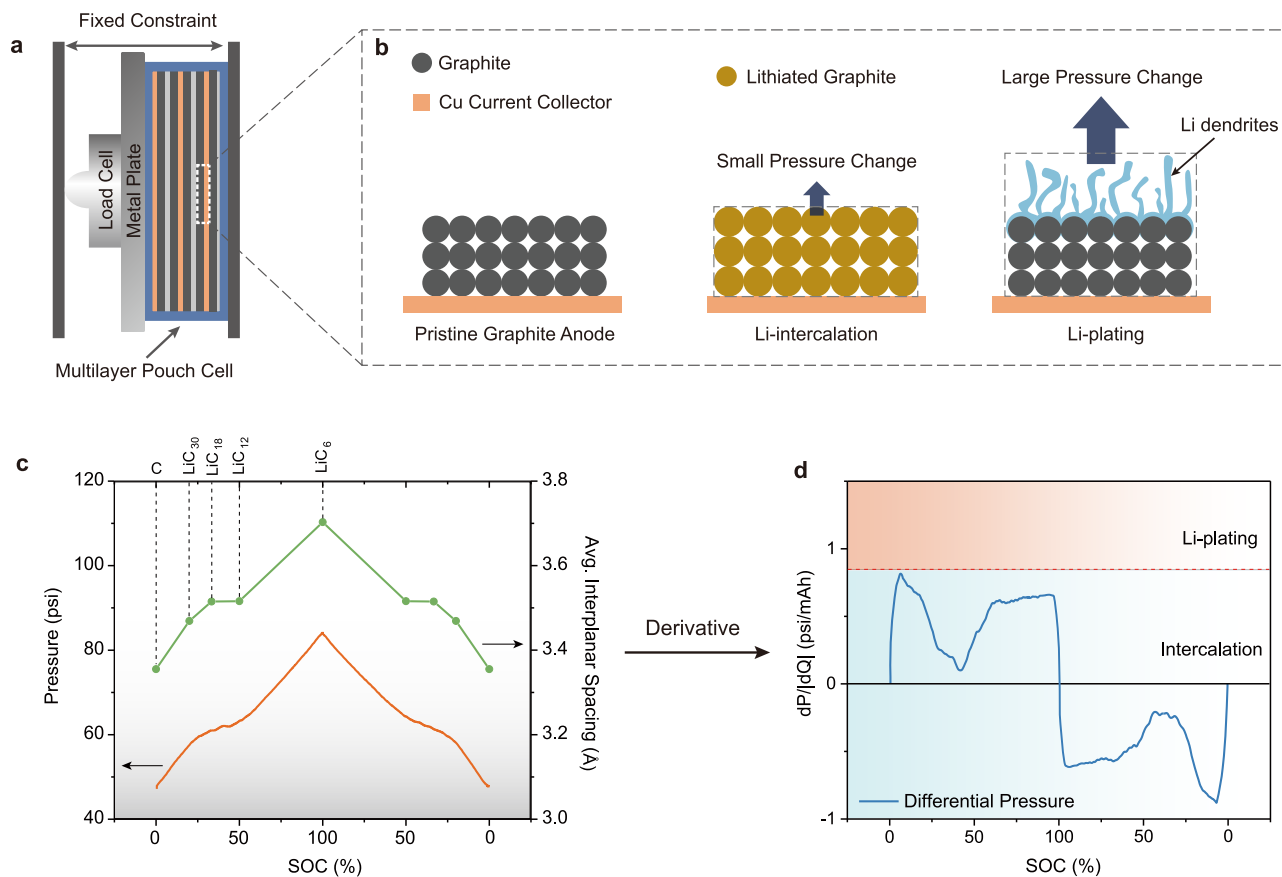 a
Fixed Constraint
Load Cell
Metal Plate
Multilayer Pouch Cell
b
Graphite
Cu Current Collector
Lithiated Graphite
Large Pressure Change
Li dendrites
Small Pressure Change
Pristine Graphite Anode
Li-intercalation
Li-plating
c
C
LiC₃₀
LiC₁₈
LiC₁₂
LiC₆
120
100
80
60
40
Pressure (psi)
3.8
3.6
3.4
3.2
3.0
Avg. Interplanar Spacing (Å)
0 50 100 50 0
SOC (%)
Derivative
d
1
0
-1
dP/|dQ| (psi/mAh)
Li-plating
Intercalation
Differential Pressure
0 50 100 50 0
SOC (%)